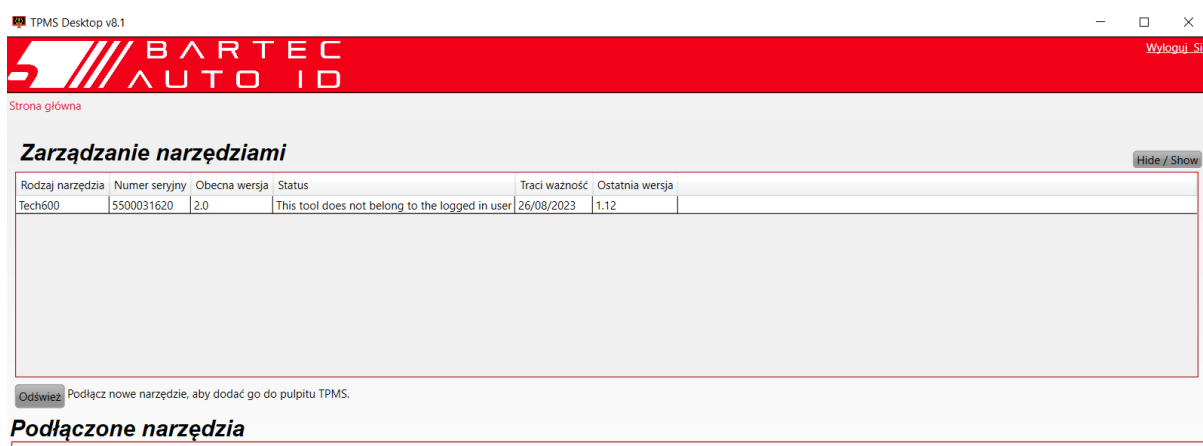 TPMS Desktop v8.1
BARTEC
AUTO ID
Wyloguj Si
Strona główna
Zarządzanie narzędziami
Hide / Show
Rodzaj narzędzia Numer seryjny Obecna wersja Status Traci ważność Ostatnia wersja
Tech600 5500031620 2.0 This tool does not belong to the logged in user 26/08/2023 1.12
Odśwież Podłącz nowe narzędzie, aby dodać go do pulpitu TPMS.
Podłączone narzędzia